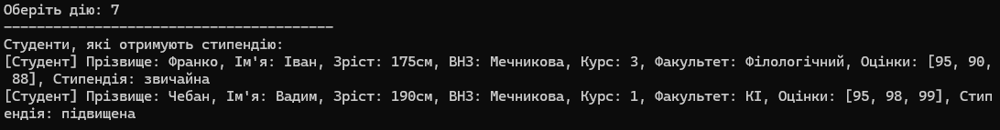 Оберіть дію: 7
----------------------------------------
Студенти, які отримують стипендію:
[Студент] Прізвище: Франко, Ім'я: Іван, Зріст: 175см, ВНЗ: Мечникова, Курс: 3, Факультет: Філологічний, Оцінки: [95, 90,
 88], Стипендія: звичайна
[Студент] Прізвище: Чебан, Ім'я: Вадим, Зріст: 190см, ВНЗ: Мечникова, Курс: 1, Факультет: КІ, Оцінки: [95, 98, 99], Стип
ендія: підвищена